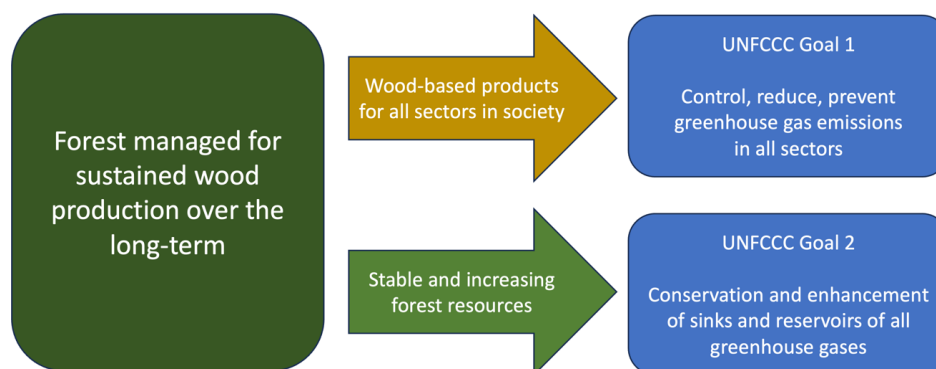 Forest managed for
sustained wood
production over the
long-term
Wood-based products
for all sectors in society
UNFCCC Goal 1
Control, reduce, prevent
greenhouse gas emissions
in all sectors
Stable and increasing
forest resources
UNFCCC Goal 2
Conservation and enhancement
of sinks and reservoirs of all
greenhouse gases